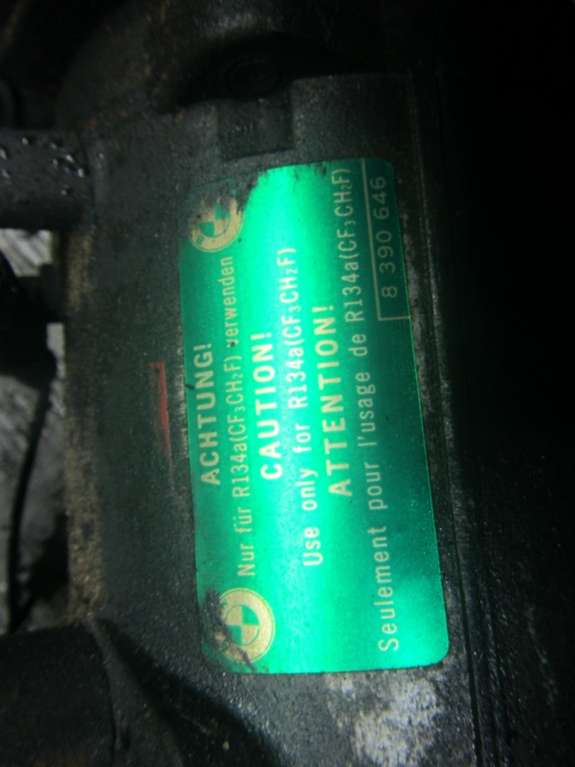 ACHTUNG!
Nur für R134a(CF3CH2F) verwenden
CAUTION!
Use only for R134a(CF3CH2F)
ATTENTION!
Seulement pour l'usage de R134a(CF3CH2F)
8 390 646